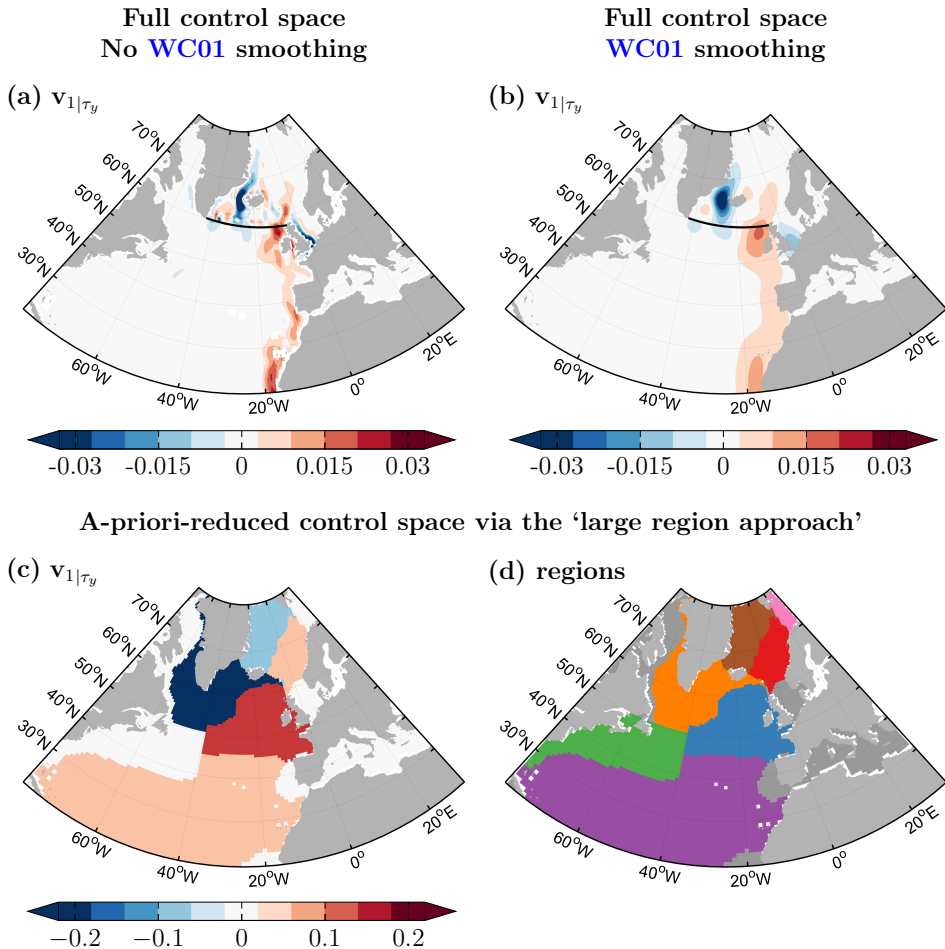 Full control space
No WC01 smoothing
Full control space
WC01 smoothing
(a) v1|τy
70°N
60°N
50°N
40°N
30°N
60°W
40°W
20°W
0°
20°E
-0.03 -0.015 0 0.015 0.03
(b) v1|τy
70°N
60°N
50°N
40°N
30°N
60°W
40°W
20°W
0°
20°E
-0.03 -0.015 0 0.015 0.03
A-priori-reduced control space via the ‘large region approach’
(c) v1|τy
70°N
60°N
50°N
40°N
30°N
60°W
40°W
20°W
0°
20°E
−0.2 −0.1 0 0.1 0.2
(d) regions
70°N
60°N
50°N
40°N
30°N
60°W
40°W
20°W
0°
20°E